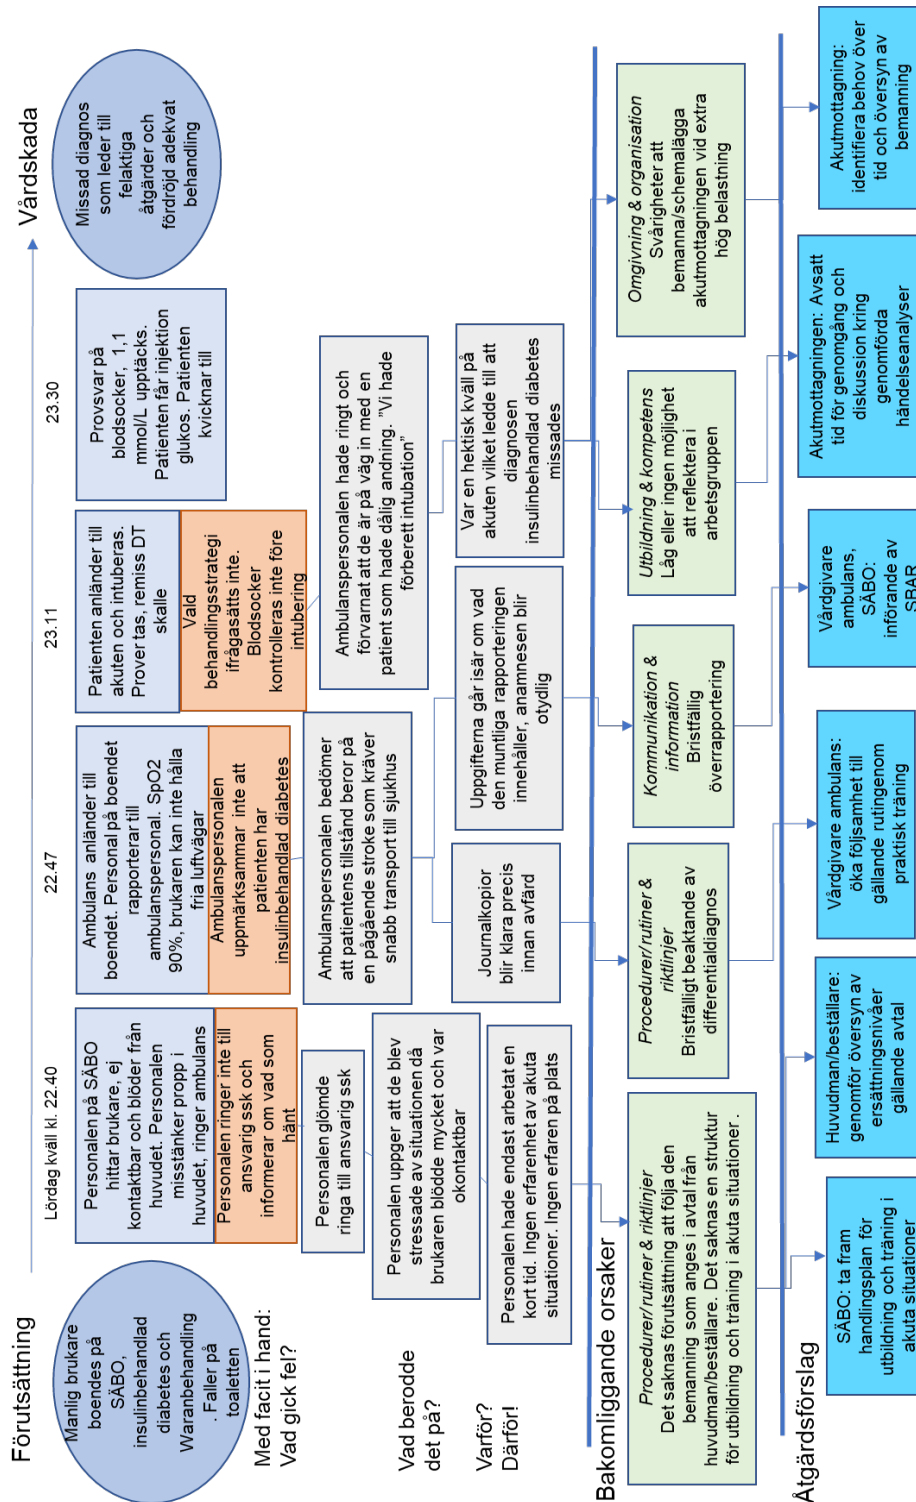 Förutsättning
Vårdskada
Lördag kväll kl. 22.40
22.47
23.11
23.30
Manlig brukare
boendes på
SÄBO,
insulinbehandlad
diabetes och
Waranbehandling
. Faller på
toaletten
Personal på SÄBO
hittar brukare, ej
kontaktbar och blöder från
huvudet. Personalen
misstänker propp i
huvudet, ringer ambulans
Ambulans anländer till
boendet. Personal på boendet
rapporterar till
ambulanspersonal. SpO2
90%, brukaren kan inte hålla
fria luftvägar
Patienten anländer till
akuten och intuberas.
Prover tas, remiss DT
skalle
Provsvar på
blodsocker, 1,1
mmol/L upptäcks.
Patienten får injektion
glukos. Patienten
kvicknar till
Missad diagnos
som leder till
felaktiga
åtgärder och
fördröjd adekvat
behandling
Med facit i hand:
Vad gick fel?
Personalen ringer inte till
ansvarig ssk och
informerar om vad som
hänt
Ambulanspersonalen
uppmärksammar inte att
patienten har
insulinbehandlad diabetes
Vald
behandlingsstrategi
ifrågasätts inte.
Blodsocker
kontrolleras inte före
intubering
Vad berodde
det på?
Personalen glömde
ringa till ansvarig ssk
Personalen uppger att de blev
stressade av situationen då
brukaren blödde mycket och var
okontaktbar
Ambulanspersonalen bedömer
att patientens tillstånd beror på
en pågående stroke som kräver
snabb transport till sjukhus
Ambulanspersonalen hade ringt och
förvarnat att de är på väg in med en
patient som hade dålig andning. ”Vi hade
förberett intubation”
Varför?
Därför!
Personalen hade endast arbetat en
kort tid. Ingen erfarenhet av akuta
situationer. Ingen erfaren på plats
Journalkopior
blir klara precis
innan avfärd
Uppgifterna går isär om vad
den muntliga rapporteringen
innehåller, anamnesen blir
otydlig
Var en hektisk kväll på
akuten vilket ledde till att
diagnosen
insulinbehandlad diabetes
missades
Bakomliggande orsaker
Procedurer/rutiner & riktlinjer
Det saknas förutsättning att följa den
bemanning som anges i avtal från
huvudman/beställare. Det saknas en struktur
för utbildning och träning i akuta situationer .
Procedurer/rutiner &
riktlinjer
Bristfälligt beaktande av
differentialdiagnos
Kommunikation &
information
Bristfällig
överrapportering
Utbildning & kompetens
Låg eller ingen möjlighet
att reflektera i
arbetsgruppen
Omgivning & organisation
Svårigheter att
bemanna/schemalägga
akutmottagningen vid extra
hög belastning
Åtgärdsförslag
SÄBO: ta fram
handlingsplan för
utbildning och träning i
akuta situationer
Huvudman/beställare:
genomför översyn av
ersättningsnivåer
gällande avtal
Vårdgivare ambulans:
öka följsamhet till
gällande rutingenom
praktisk träning
Vårdgivare
ambulans,
SÄBO:
införande av
SBAR
Akutmottagningen: Avsatt
tid för genomgång och
diskussion kring
genomförda
händelseanalyser
Akutmottagning:
identifiera behov över
tid och översyn av
bemanning